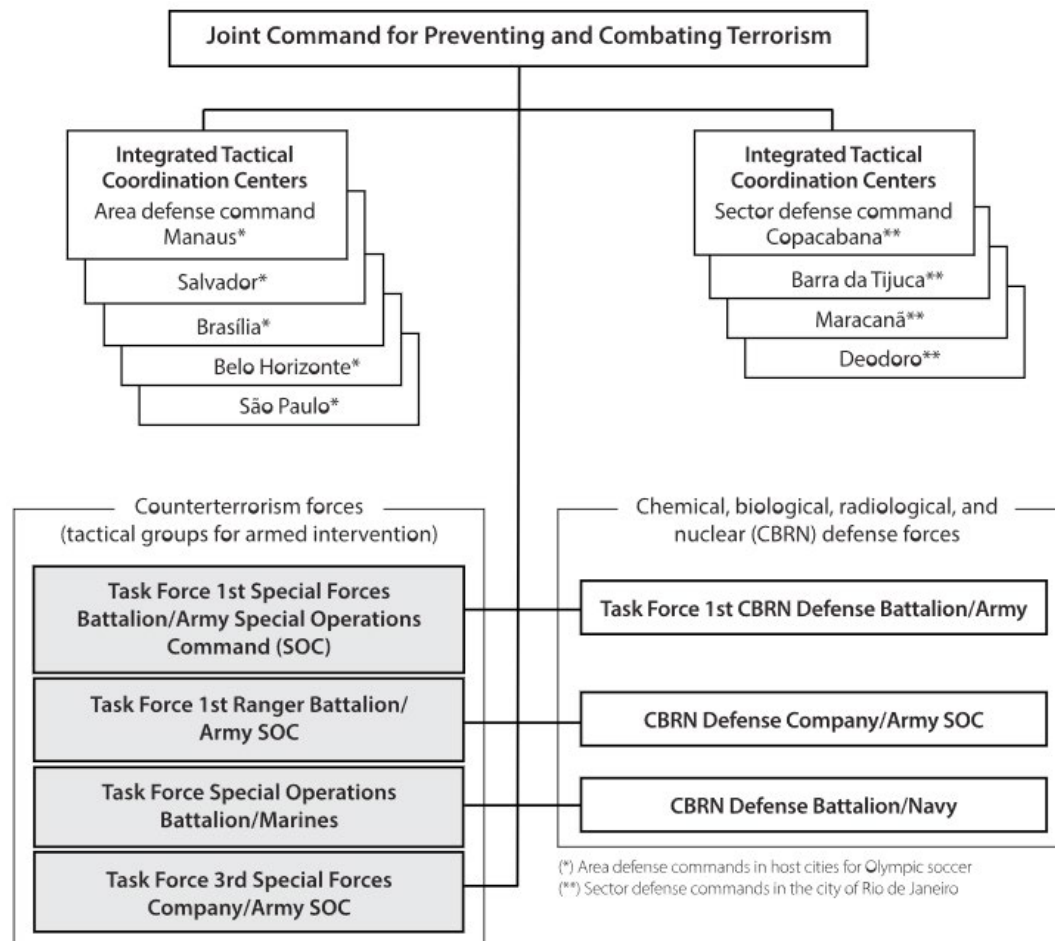 Joint Command for Preventing and Combating Terrorism
Integrated Tactical
Coordination Centers
Area defense command
Manaus*
Salvador*
Brasília*
Belo Horizonte*
São Paulo*
Integrated Tactical
Coordination Centers
Sector defense command
Copacabana**
Barra da Tijuca**
Maracanã**
Deodoro**
Counterterrorism forces
(tactical groups for armed intervention)
Task Force 1st Special Forces
Battalion/Army Special Operations
Command (SOC)
Task Force 1st Ranger Battalion/
Army SOC
Task Force Special Operations
Battalion/Marines
Task Force 3rd Special Forces
Company/Army SOC
Chemical, biological, radiological, and
nuclear (CBRN) defense forces
Task Force 1st CBRN Defense Battalion/Army
CBRN Defense Company/Army SOC
CBRN Defense Battalion/Navy
(*) Area defense commands in host cities for Olympic soccer
(**) Sector defense commands in the city of Rio de Janeiro